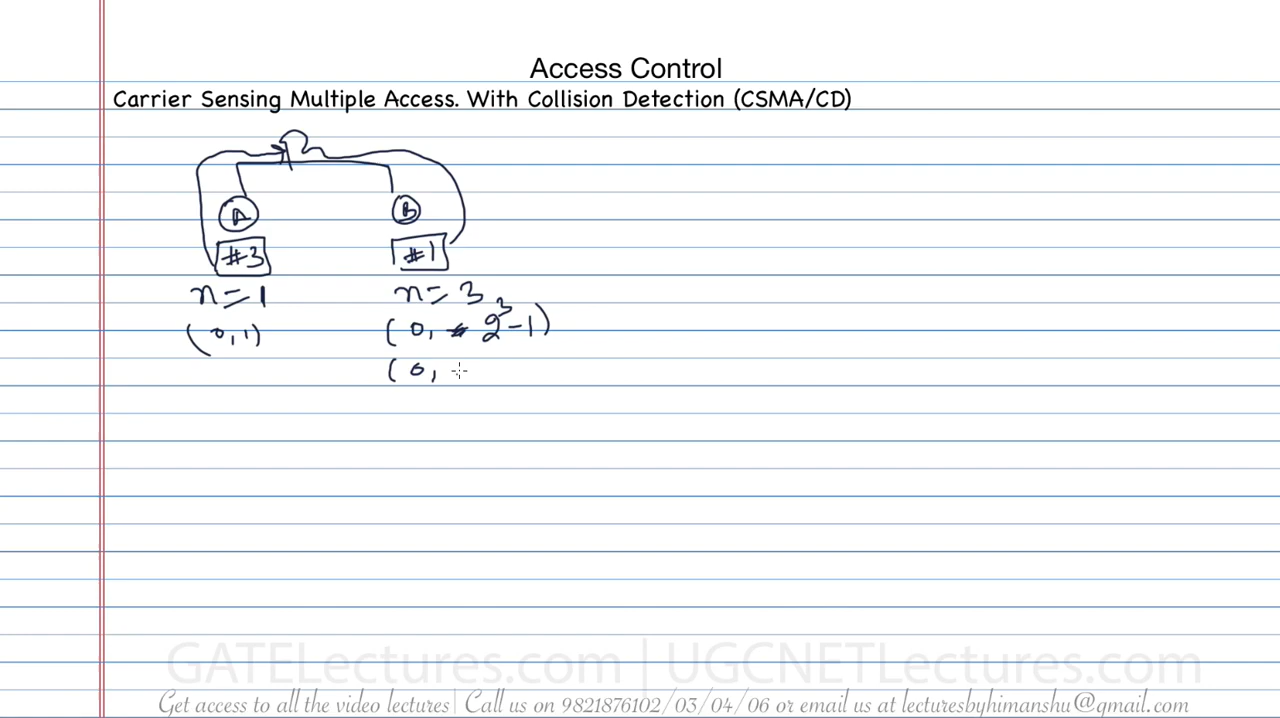 Access Control
Carrier Sensing Multiple Access. With Collision Detection (CSMA/CD)
A B
#3 #1
n=1 n=3
(0,1) (0, 2³-1)
(0,
GATELectures.com | UGCNETLectures.com
Get access to all the video lectures | Call us on 9821876102/03/04/06 or email us at lecturesbyhimanshu@gmail.com